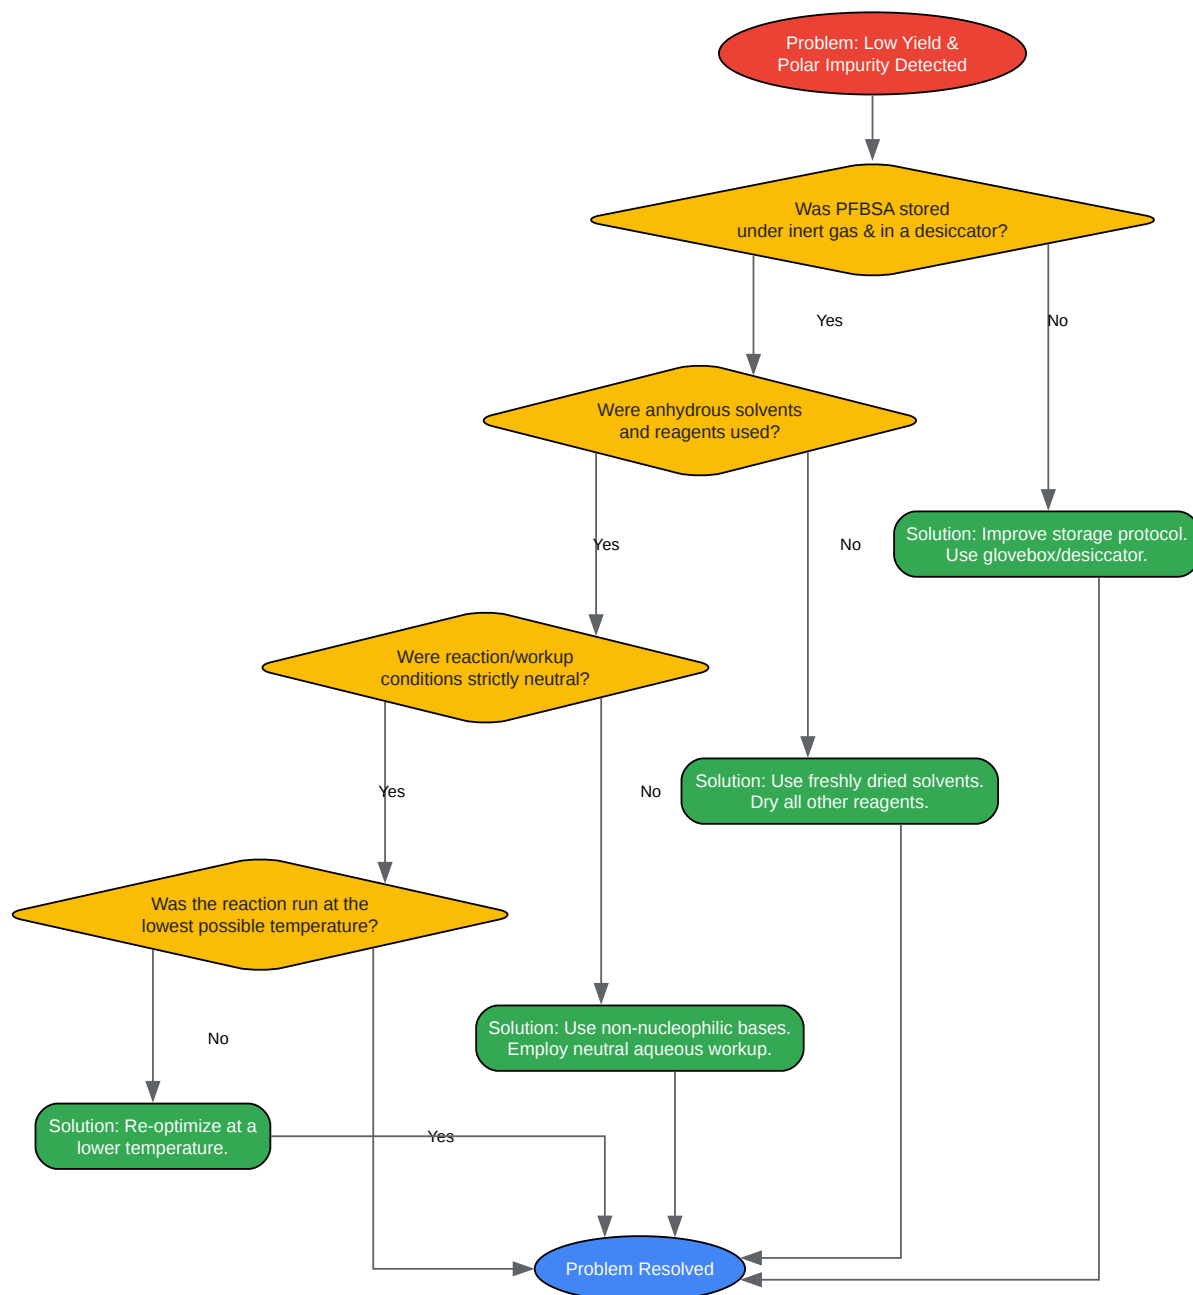 Problem: Low Yield &
Polar Impurity Detected
Was PFBSA stored
under inert gas & in a desiccator?
Yes
No
Were anhydrous solvents
and reagents used?
Solution: Improve storage protocol.
Use glovebox/desiccator.
Yes
No
Were reaction/workup
conditions strictly neutral?
Solution: Use freshly dried solvents.
Dry all other reagents.
Yes
No
Was the reaction run at the
lowest possible temperature?
Solution: Use non-nucleophilic bases.
Employ neutral aqueous workup.
No
Solution: Re-optimize at a
lower temperature.
Yes
Problem Resolved